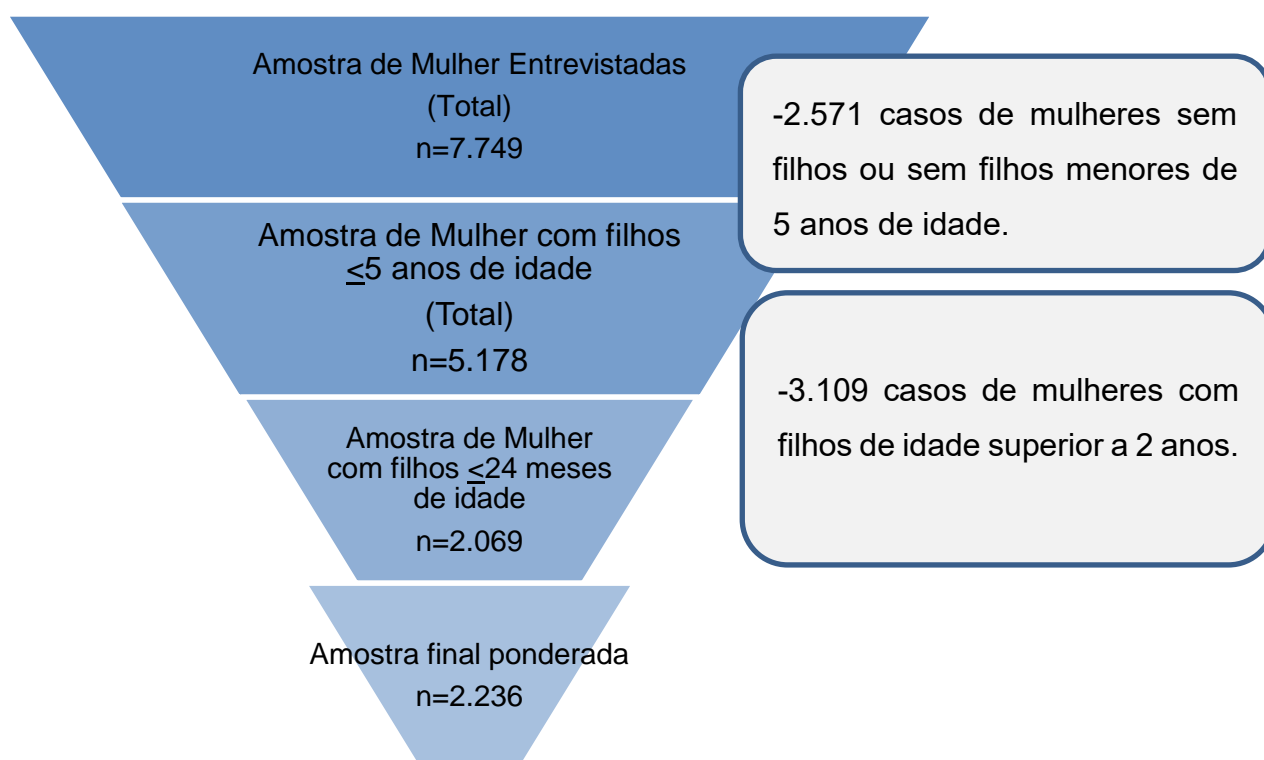 Amostra de Mulher Entrevistadas
(Total)
n=7.749
-2.571 casos de mulheres sem
filhos ou sem filhos menores de
5 anos de idade.
Amostra de Mulher com filhos
≤5 anos de idade
(Total)
n=5.178
-3.109 casos de mulheres com
filhos de idade superior a 2 anos.
Amostra de Mulher
com filhos ≤24 meses
de idade
n=2.069
Amostra final ponderada
n=2.236